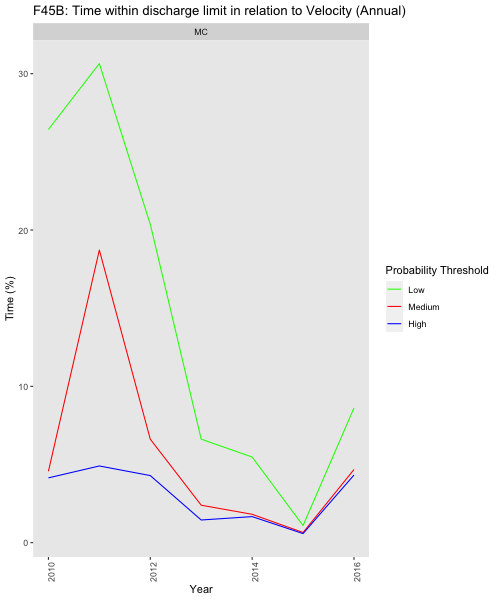 F45B: Time within discharge limit in relation to Velocity (Annual)
MC
30
20
10
0
Time (%)
2010
2012
2014
2016
Year
Probability Threshold
Low
Medium
High